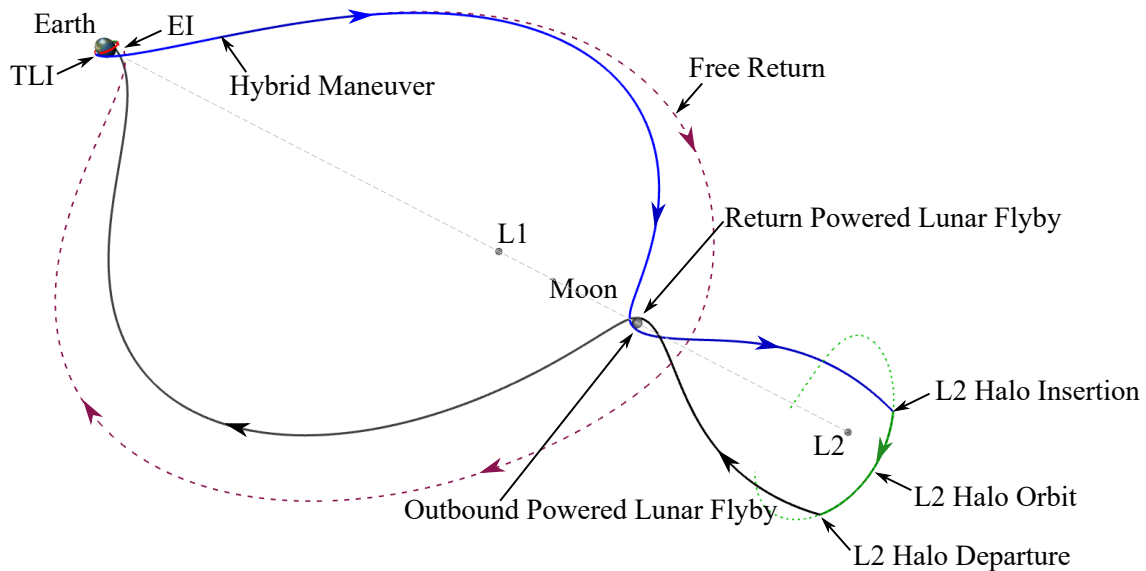 Earth
EI
TLI
Hybrid Maneuver
Free Return
Return Powered Lunar Flyby
L1
Moon
L2 Halo Insertion
L2
L2 Halo Orbit
Outbound Powered Lunar Flyby
L2 Halo Departure